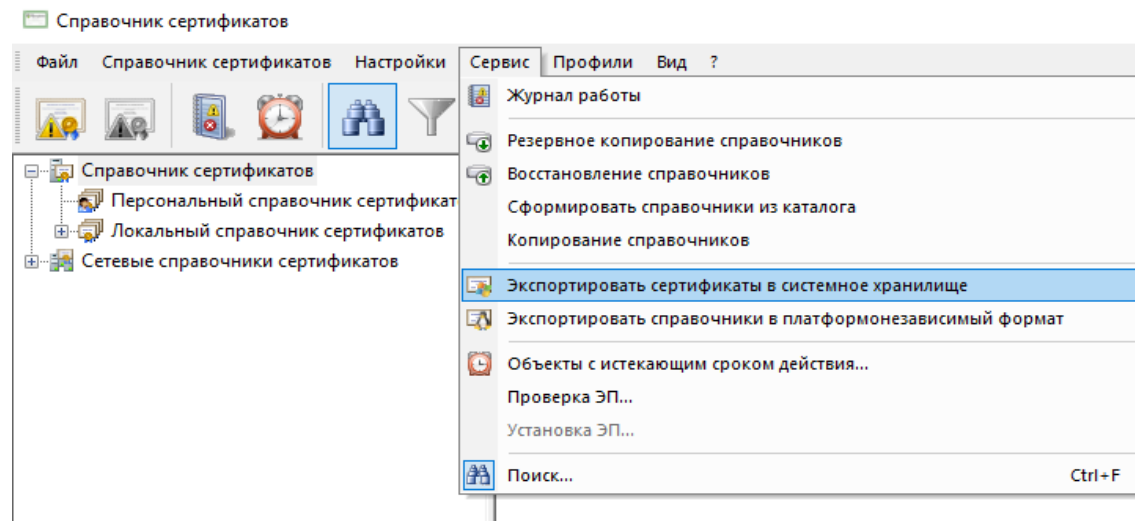 Справочник сертификатов
Файл Справочник сертификатов Настройки Сервис Профили Вид ?
Журнал работы
Резервное копирование справочников
Восстановление справочников
Сформировать справочники из каталога
Копирование справочников
Экспортировать сертификаты в системное хранилище
Экспортировать справочники в платформонезависимый формат
Объекты с истекающим сроком действия...
Проверка ЭП...
Установка ЭП...
Поиск... Ctrl+F
Справочник сертификатов
Персональный справочник сертификат
Локальный справочник сертификатов
Сетевые справочники сертификатов